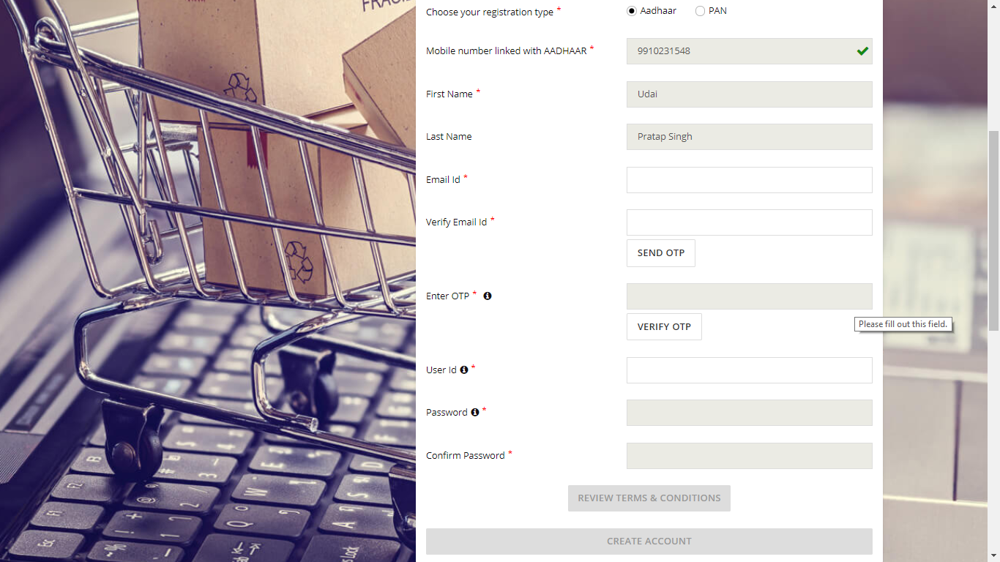 FRAGIL
Choose your registration type * Aadhaar PAN
Mobile number linked with AADHAAR * 9910231548
First Name * Udai
Last Name Pratap Singh
Email Id *
Verify Email Id *
SEND OTP
Enter OTP *
Please fill out this field.
VERIFY OTP
User Id *
Password *
Confirm Password *
REVIEW TERMS & CONDITIONS
CREATE ACCOUNT